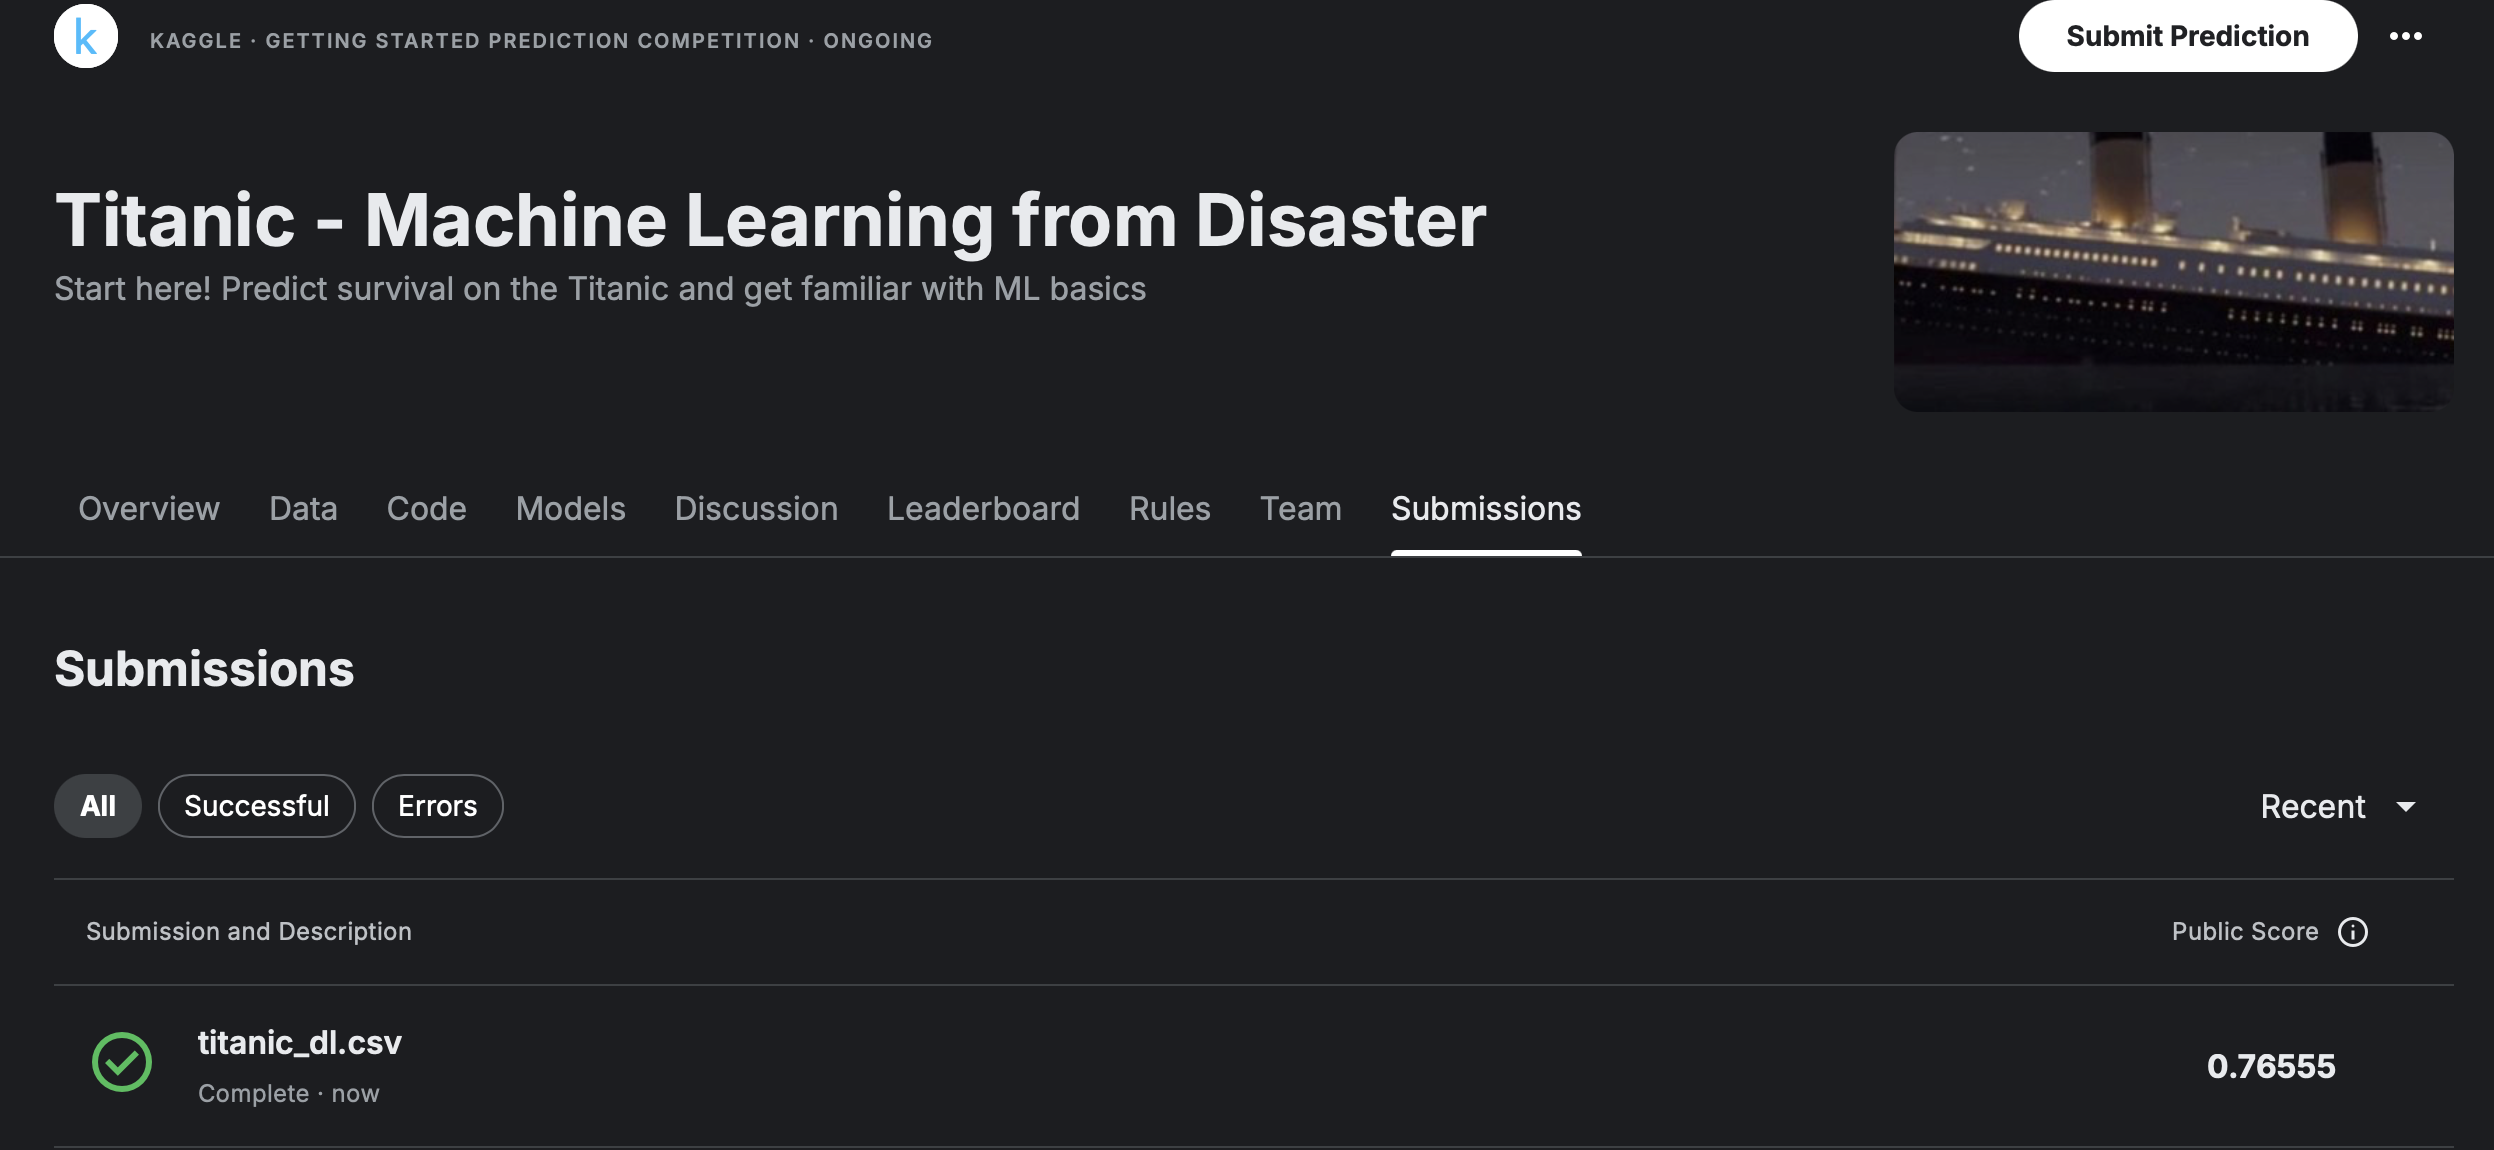 k
KAGGLE · GETTING STARTED PREDICTION COMPETITION · ONGOING
Submit Prediction
Titanic - Machine Learning from Disaster
Start here! Predict survival on the Titanic and get familiar with ML basics
Overview Data Code Models Discussion Leaderboard Rules Team Submissions
Submissions
All Successful Errors
Recent
Submission and Description Public Score
titanic_dl.csv
Complete · now
0.76555